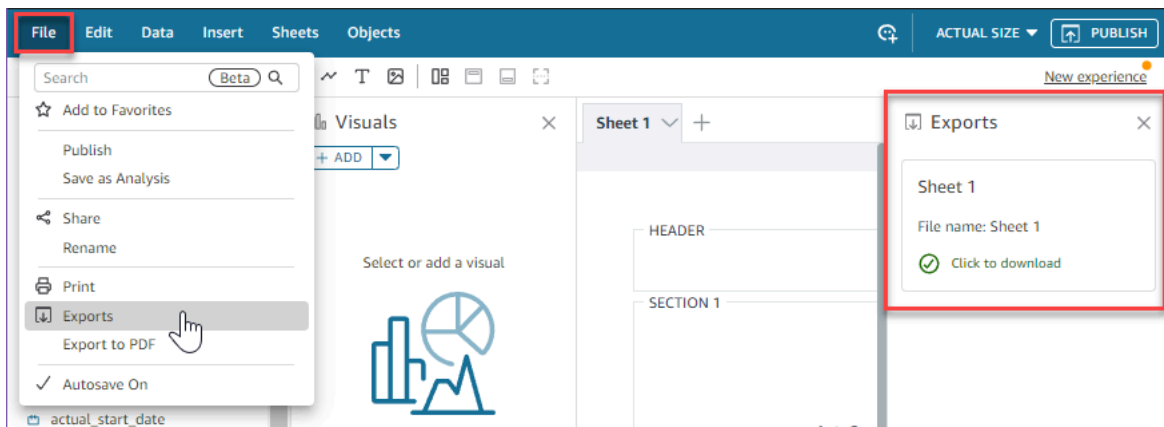 File Edit Data Insert Sheets Objects ACTUAL SIZE PUBLISH
Search Beta
New experience
Add to Favorites
Publish
Save as Analysis
Share
Rename
Print
Exports
Export to PDF
Autosave On
actual_start_date
Visuals
+ ADD
Select or add a visual
Sheet 1
HEADER
SECTION 1
Exports
Sheet 1
File name: Sheet 1
Click to download